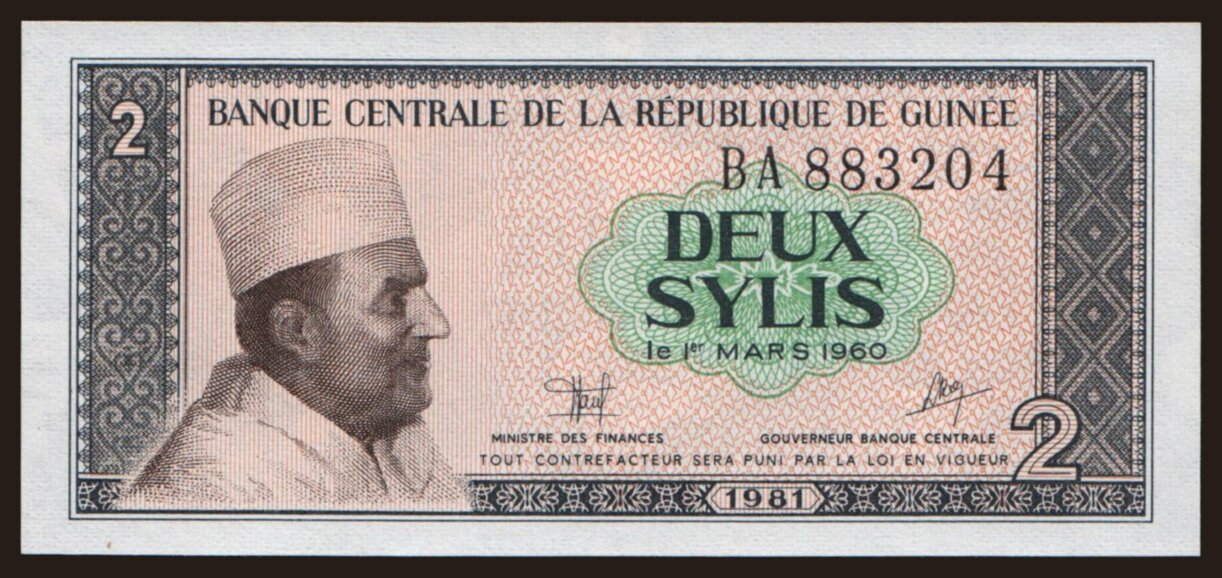 2
BANQUE CENTRALE DE LA RÉPUBLIQUE DE GUINÉE
BA 883204
DEUX
SYLIS
le 1er MARS 1960
MINISTRE DES FINANCES GOUVERNEUR BANQUE CENTRALE
TOUT CONTREFACTEUR SERA PUNI PAR LA LOI EN VIGUEUR
2
1981